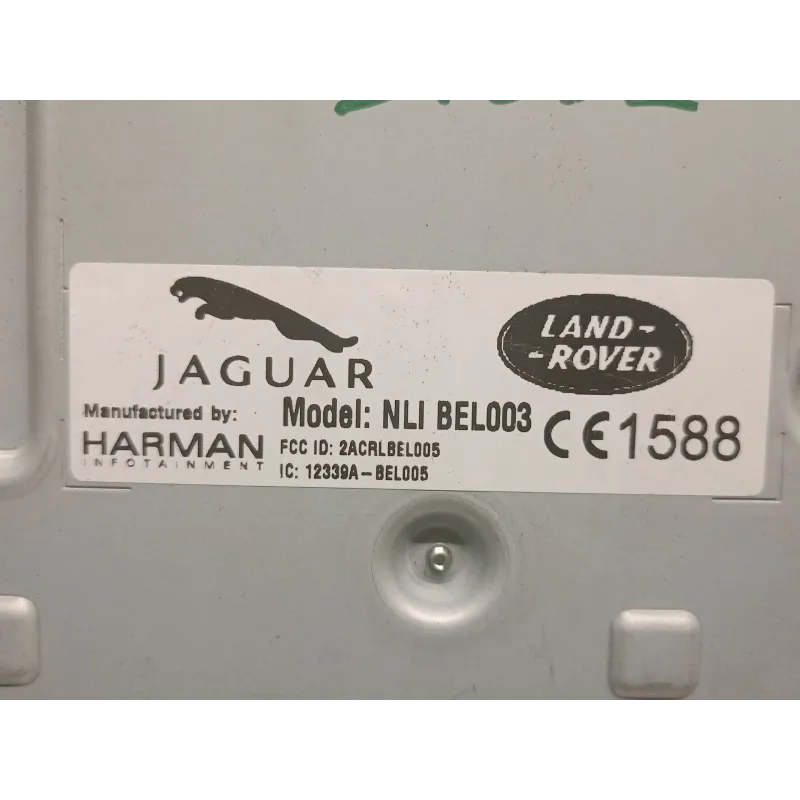 JAGUAR
LAND-
-ROVER
Manufactured by:
HARMAN
INFOTAINMENT
Model: NLI BEL003
FCC ID: 2ACRLBEL005
IC: 12339A-BEL005
CE1588